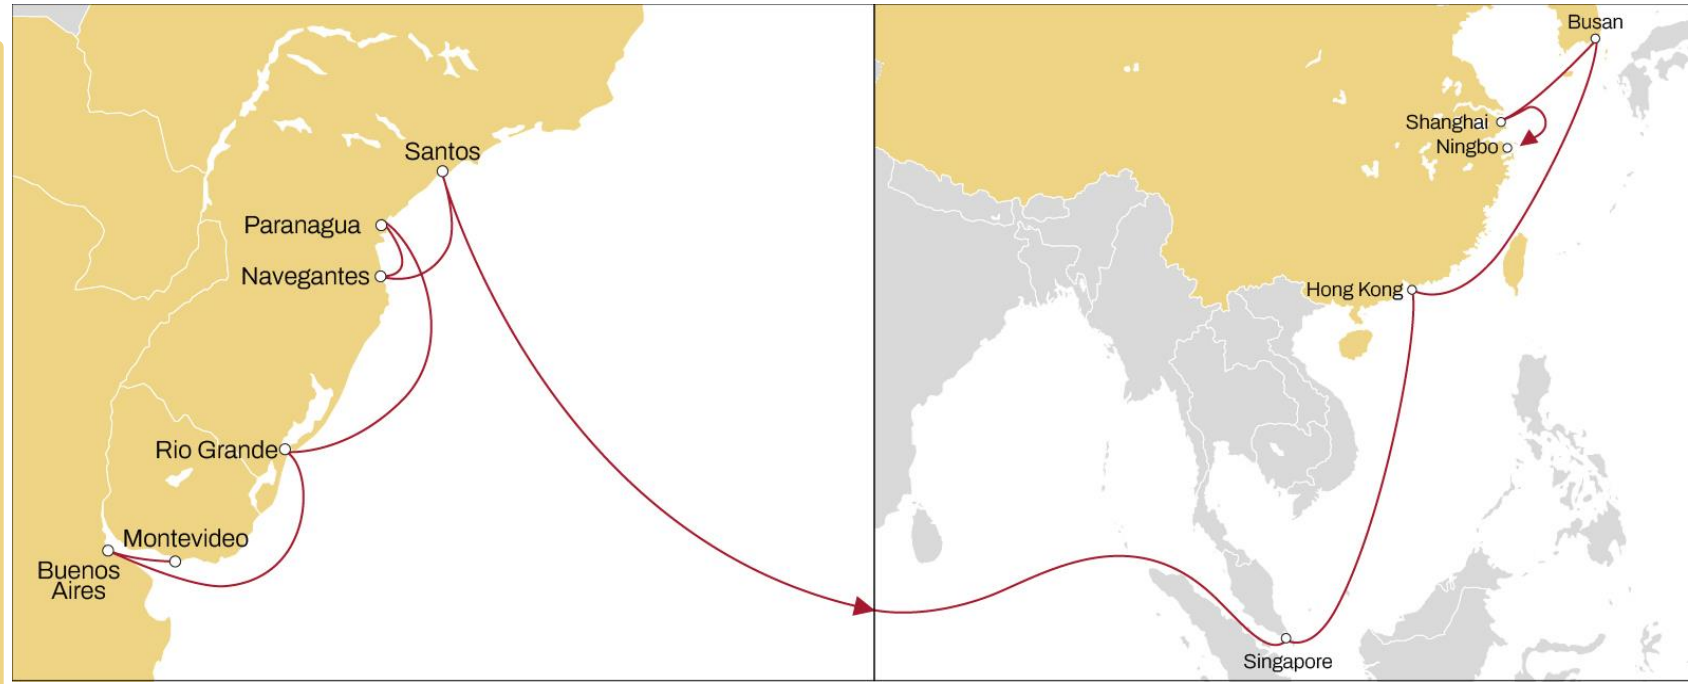 Santos
Paranagua
Navegantes
Rio Grande
Montevideo
Buenos
Aires
Busan
Shanghai
Ningbo
Hong Kong
Singapore